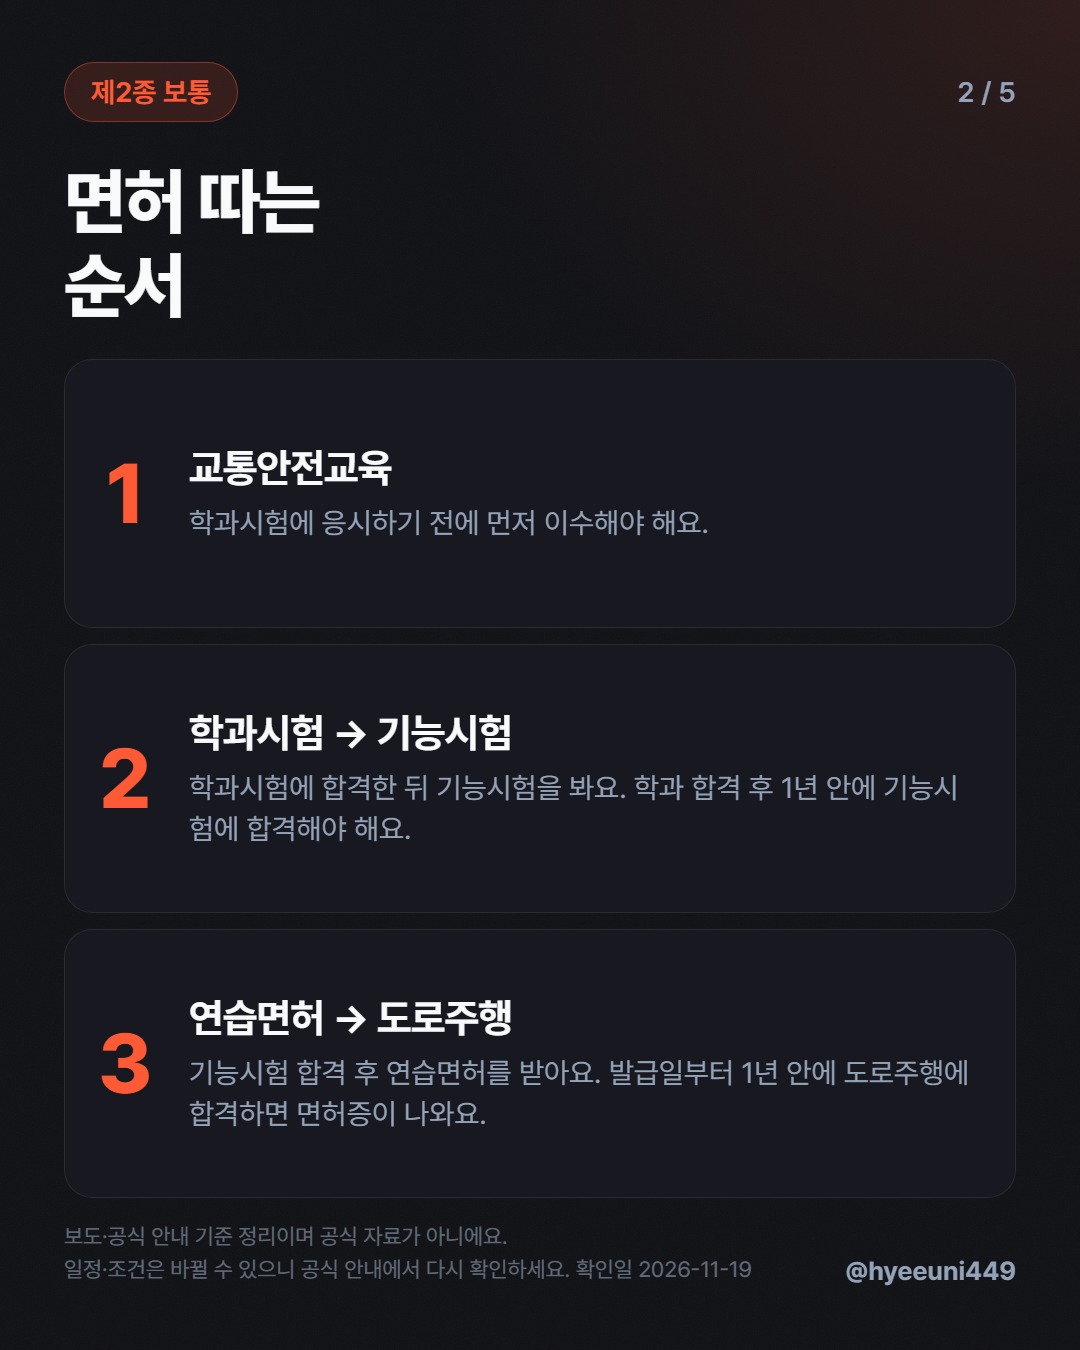 제2종 보통
2 / 5
면허 따는
순서
1
교통안전교육
학과시험에 응시하기 전에 먼저 이수해야 해요.
2
학과시험 → 기능시험
학과시험에 합격한 뒤 기능시험을 봐요. 학과 합격 후 1년 안에 기능시
험에 합격해야 해요.
3
연습면허 → 도로주행
기능시험 합격 후 연습면허를 받아요. 발급일부터 1년 안에 도로주행에
합격하면 면허증이 나와요.
보도·공식 안내 기준 정리이며 공식 자료가 아니에요.
일정·조건은 바뀔 수 있으니 공식 안내에서 다시 확인하세요. 확인일 2026-11-19
@hyeeuni449